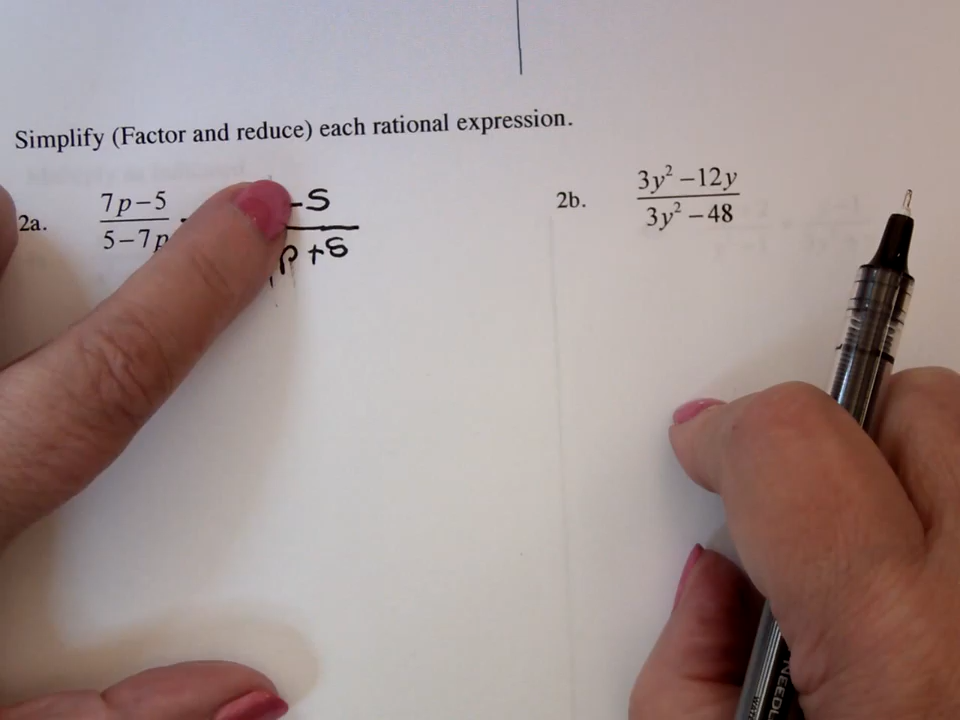 Simplify (Factor and reduce) each rational expression.
2a. 7p-5 / 5-7p
-5 / p+5
2b. 3y² -12y / 3y² -48
NEEDL